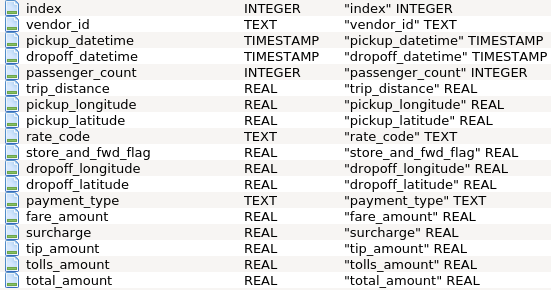 index INTEGER "index" INTEGER
vendor_id TEXT "vendor_id" TEXT
pickup_datetime TIMESTAMP "pickup_datetime" TIMESTAMP
dropoff_datetime TIMESTAMP "dropoff_datetime" TIMESTAMP
passenger_count INTEGER "passenger_count" INTEGER
trip_distance REAL "trip_distance" REAL
pickup_longitude REAL "pickup_longitude" REAL
pickup_latitude REAL "pickup_latitude" REAL
rate_code TEXT "rate_code" TEXT
store_and_fwd_flag REAL "store_and_fwd_flag" REAL
dropoff_longitude REAL "dropoff_longitude" REAL
dropoff_latitude REAL "dropoff_latitude" REAL
payment_type TEXT "payment_type" TEXT
fare_amount REAL "fare_amount" REAL
surcharge REAL "surcharge" REAL
tip_amount REAL "tip_amount" REAL
tolls_amount REAL "tolls_amount" REAL
total_amount REAL "total_amount" REAL